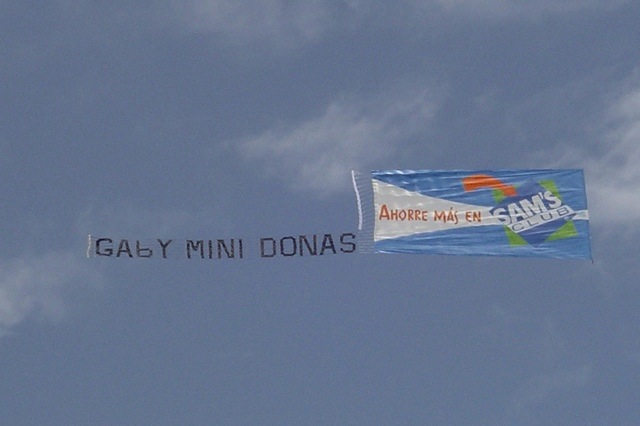 GAbY MINI DONAS
AHORRE MÁS EN
SAM'S
CLUB